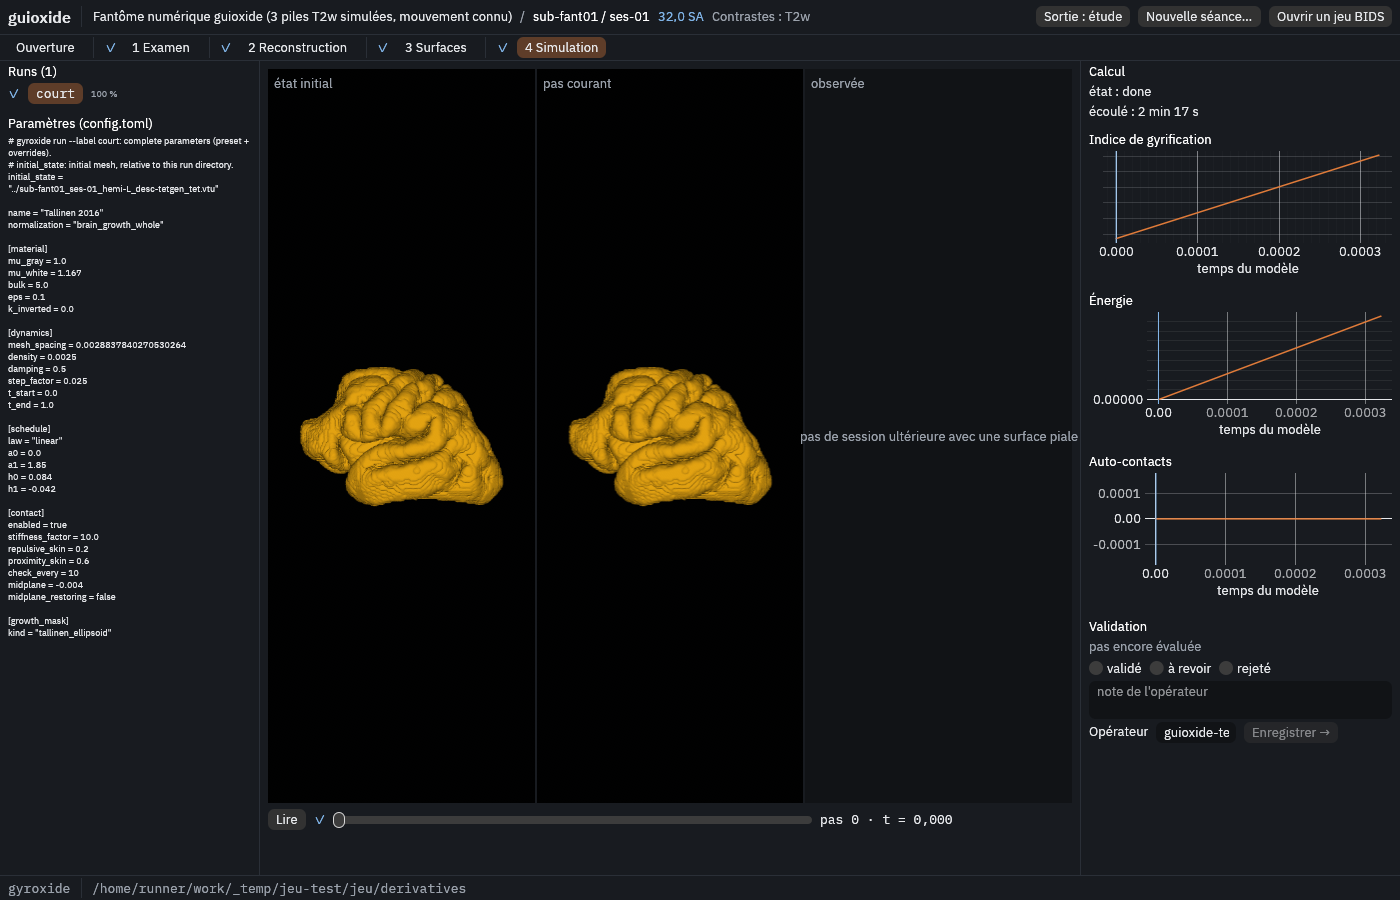 guioxide
Fantôme numérique guioxide (3 piles T2w simulées, mouvement connu) / sub-fant01 / ses-01 32,0 SA Contrastes : T2w
Sortie : étude
Nouvelle séance...
Ouvrir un jeu BIDS
Ouverture
✓ 1 Examen
✓ 2 Reconstruction
✓ 3 Surfaces
✓ 4 Simulation
Runs (1)
✓ court 100 %
Paramètres (config.toml)
# gyroxide run --label court: complete parameters (preset +
overrides).
# initial_state: initial mesh, relative to this run directory.
initial_state =
"../sub-fant01_ses-01_hemi-L_desc-tetgen_tet.vtu"
name = "Tallinen 2016"
normalization = "brain_growth_whole"
[material]
mu_gray = 1.0
mu_white = 1.167
bulk = 5.0
eps = 0.1
k_inverted = 0.0
[dynamics]
mesh_spacing = 0.0028837840270530264
density = 0.0025
damping = 0.5
step_factor = 0.025
t_start = 0.0
t_end = 1.0
[schedule]
law = "linear"
a0 = 0.0
a1 = 1.85
h0 = 0.084
h1 = -0.042
[contact]
enabled = true
stiffness_factor = 10.0
repulsive_skin = 0.2
proximity_skin = 0.6
check_every = 10
midplane = -0.004
midplane_restoring = false
[growth_mask]
kind = "tallinen_ellipsoid"
état initial
pas courant
observée
pas de session ultérieure avec une surface piale
Lire ✓ pas 0 · t = 0,000
Calcul
état : done
écoulé : 2 min 17 s
Indice de gyrification
0.000 0.0001 0.0002 0.0003
temps du modèle
Énergie
0.00000
0.00 0.0001 0.0002 0.0003
temps du modèle
Auto-contacts
0.0001
0.00
-0.0001
0.00 0.0001 0.0002 0.0003
temps du modèle
Validation
pas encore évaluée
validé à revoir rejeté
note de l'opérateur
Opérateur guioxide-te Enregistrer →
gyroxide /home/runner/work/_temp/jeu-test/jeu/derivatives